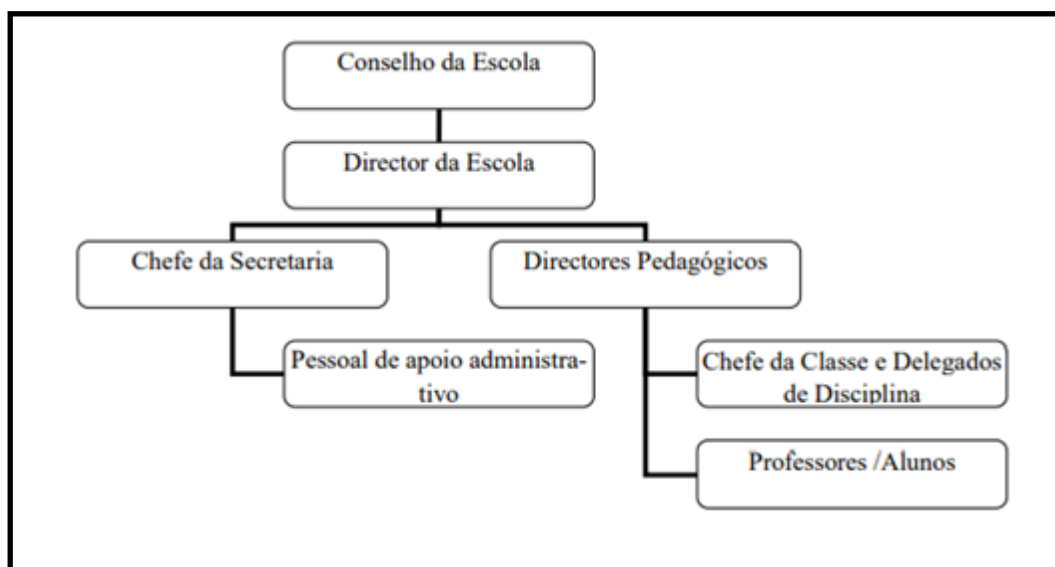 Conselho da Escola
Director da Escola
Chefe da Secretaria
Directores Pedagógicos
Pessoal de apoio administra-
tivo
Chefe da Classe e Delegados
de Disciplina
Professores /Alunos